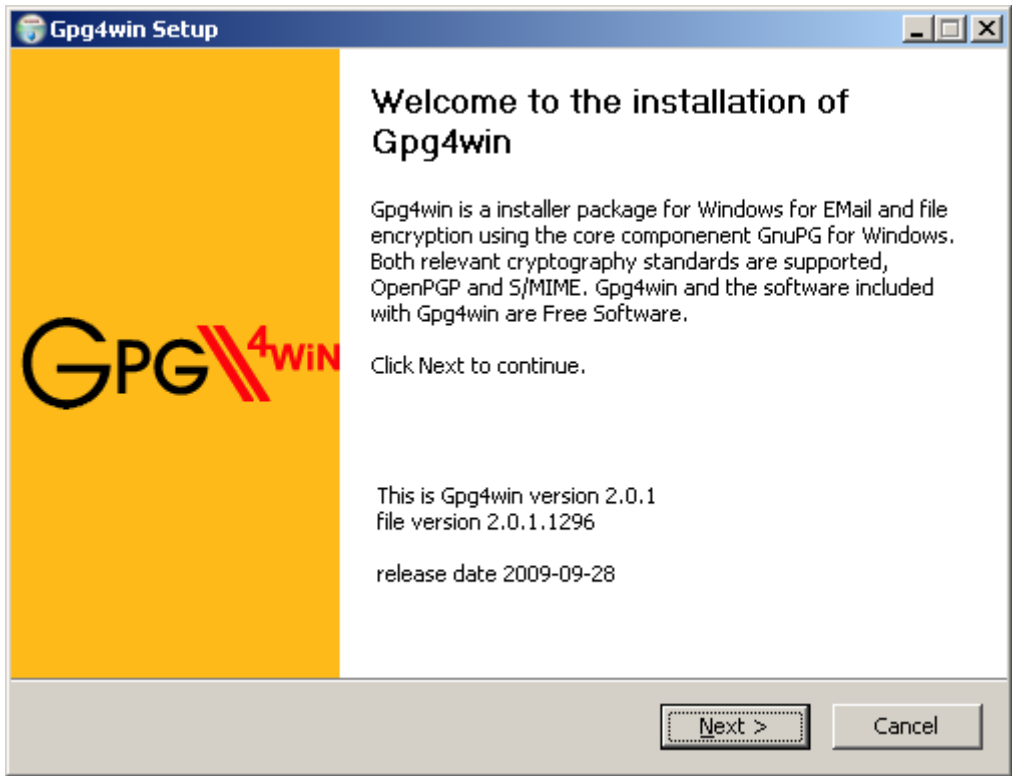 Gpg4win Setup
Welcome to the installation of
Gpg4win
Gpg4win is a installer package for Windows for EMail and file
encryption using the core componenent GnuPG for Windows.
Both relevant cryptography standards are supported,
OpenPGP and S/MIME. Gpg4win and the software included
with Gpg4win are Free Software.
Click Next to continue.
GPG4WiN
This is Gpg4win version 2.0.1
file version 2.0.1.1296
release date 2009-09-28
Next >
Cancel